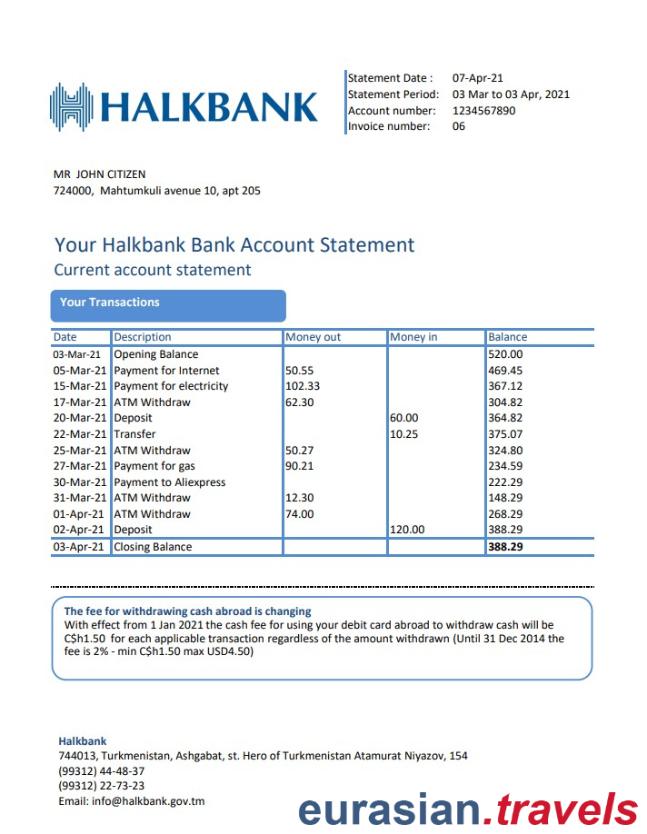 HALKBANK
Statement Date : 07-Apr-21
Statement Period: 03 Mar to 03 Apr, 2021
Account number: 1234567890
Invoice number: 06
MR JOHN CITIZEN
724000, Mahtumkuli avenue 10, apt 205
Your Halkbank Bank Account Statement
Current account statement
Your Transactions
Date Description Money out Money in Balance
03-Mar-21 Opening Balance 520.00
05-Mar-21 Payment for Internet 50.55 469.45
15-Mar-21 Payment for electricity 102.33 367.12
17-Mar-21 ATM Withdraw 62.30 304.82
20-Mar-21 Deposit 60.00 364.82
22-Mar-21 Transfer 10.25 375.07
25-Mar-21 ATM Withdraw 50.27 324.80
27-Mar-21 Payment for gas 90.21 234.59
30-Mar-21 Payment to Aliexpress 222.29
31-Mar-21 ATM Withdraw 12.30 148.29
01-Apr-21 ATM Withdraw 74.00 268.29
02-Apr-21 Deposit 120.00 388.29
03-Apr-21 Closing Balance 388.29
The fee for withdrawing cash abroad is changing
With effect from 1 Jan 2021 the cash fee for using your debit card abroad to withdraw cash will be
C$h1.50 for each applicable transaction regardless of the amount withdrawn (Until 31 Dec 2014 the
fee is 2% - min C$h1.50 max USD4.50)
Halkbank
744013, Turkmenistan, Ashgabat, st. Hero of Turkmenistan Atamurat Niyazov, 154
(99312) 44-48-37
(99312) 22-73-23
Email: info@halkbank.gov.tm
eurasian.travels